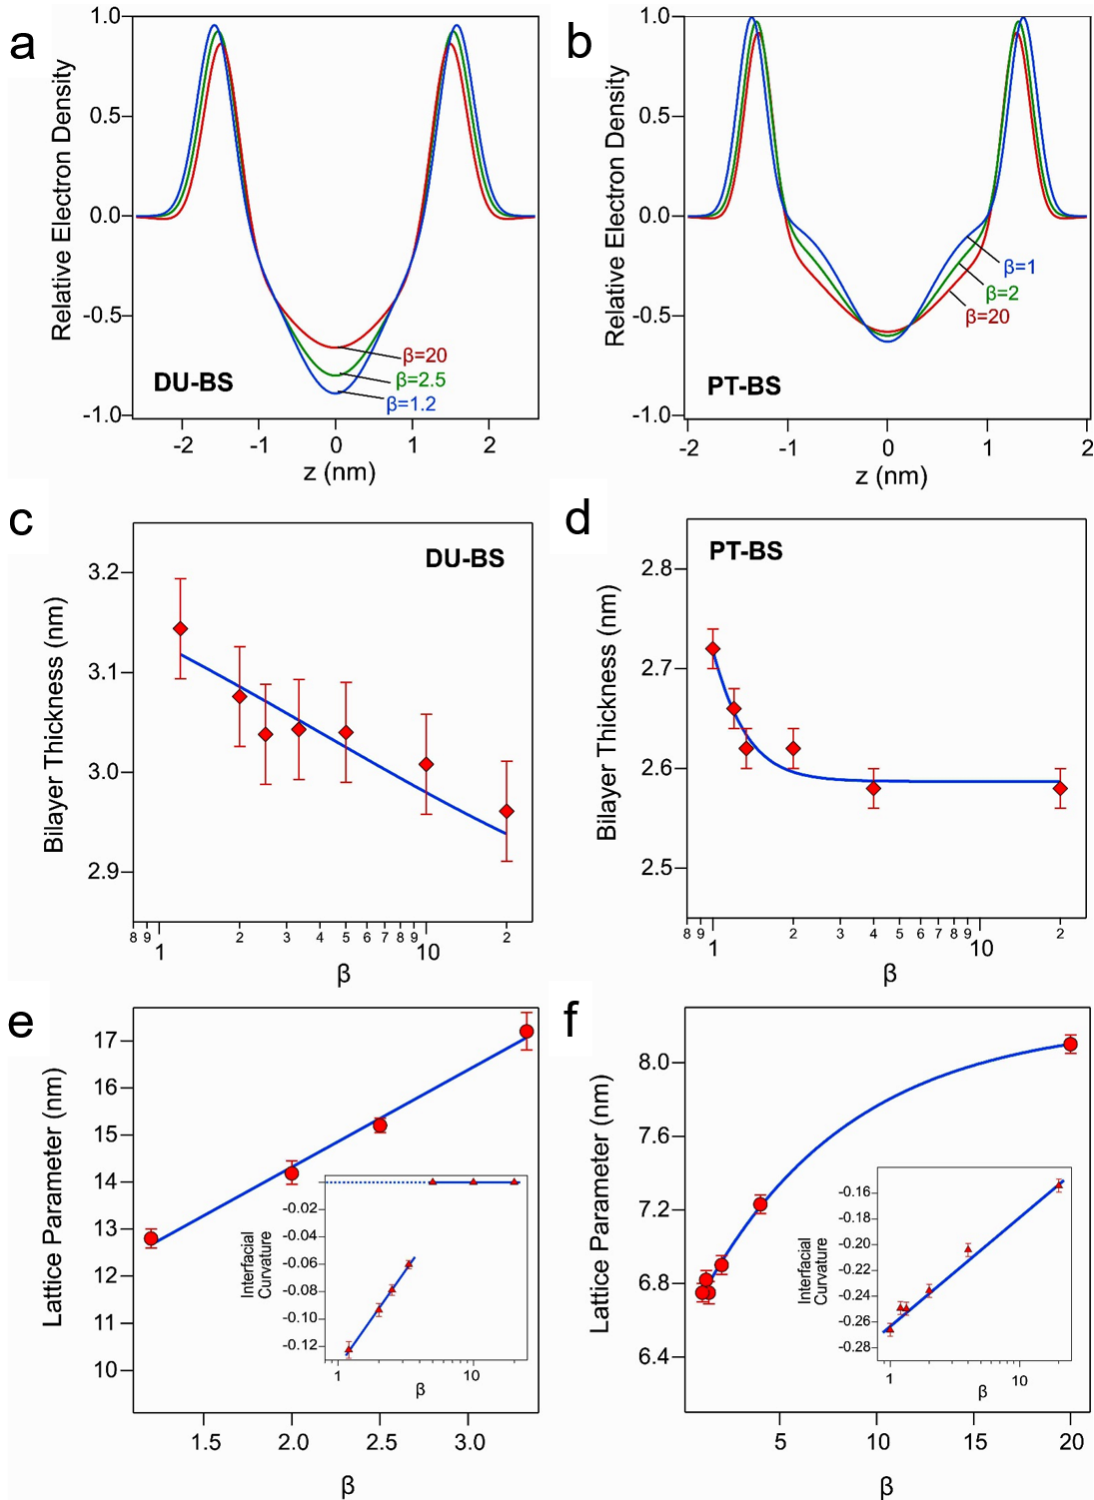 a
1.0
0.5
0.0
-0.5
-1.0
Relative Electron Density
β=20
β=2.5
β=1.2
DU-BS
-2
-1
0
1
2
z (nm)
b
1.0
0.5
0.0
-0.5
-1.0
Relative Electron Density
β=1
β=2
β=20
PT-BS
-2
-1
0
1
2
z (nm)
c
DU-BS
3.2
3.1
3.0
2.9
Bilayer Thickness (nm)
8 9 1 2 3 4 5 6 7 8 9 10 2
β
d
PT-BS
2.8
2.7
2.6
2.5
Bilayer Thickness (nm)
8 9 1 2 3 4 5 6 7 8 9 10 2
β
e
17
16
15
14
13
12
11
10
Lattice Parameter (nm)
-0.02
-0.04
-0.06
-0.08
-0.10
-0.12
Interfacial
Curvature
1 10
β
1.5 2.0 2.5 3.0
β
f
8.0
7.6
7.2
6.8
6.4
Lattice Parameter (nm)
-0.16
-0.18
-0.20
-0.22
-0.24
-0.26
-0.28
Interfacial
Curvature
1 10
β
5 10 15 20
β